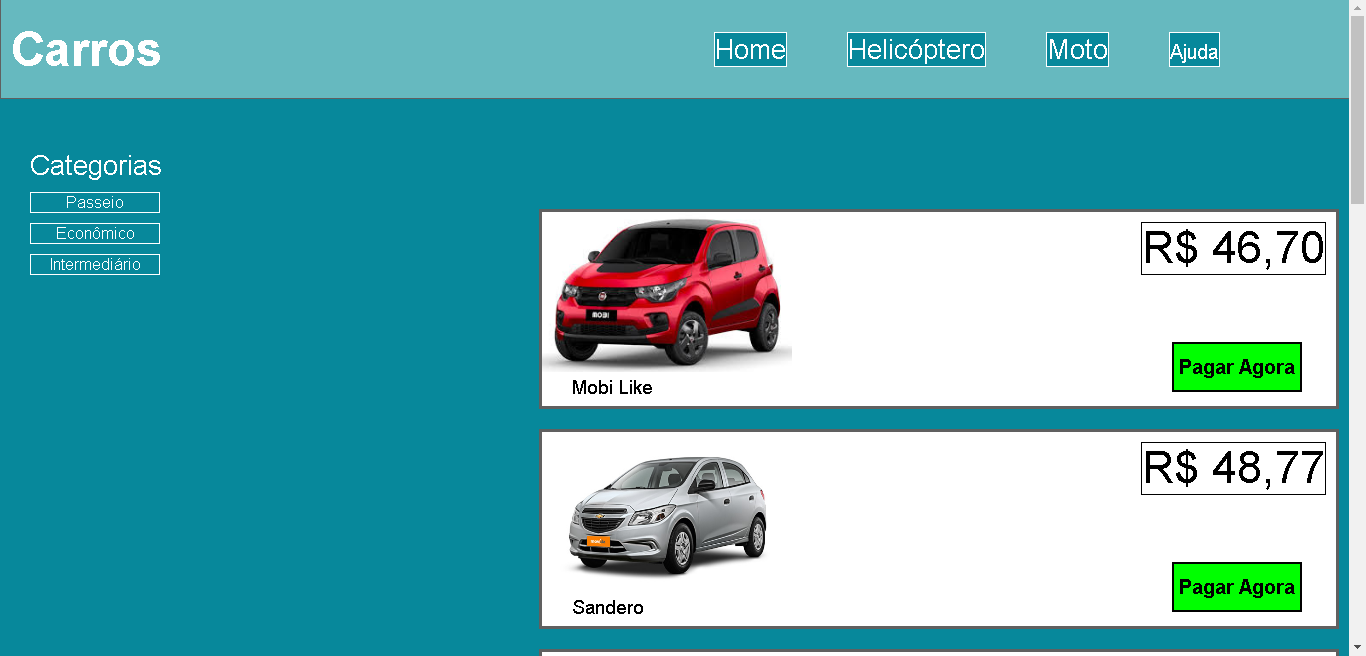 Carros
Home
Helicóptero
Moto
Ajuda
Categorias
Passeio
Econômico
Intermediário
MOBI
R$ 46,70
Pagar Agora
Mobi Like
R$ 48,77
Pagar Agora
Sandero